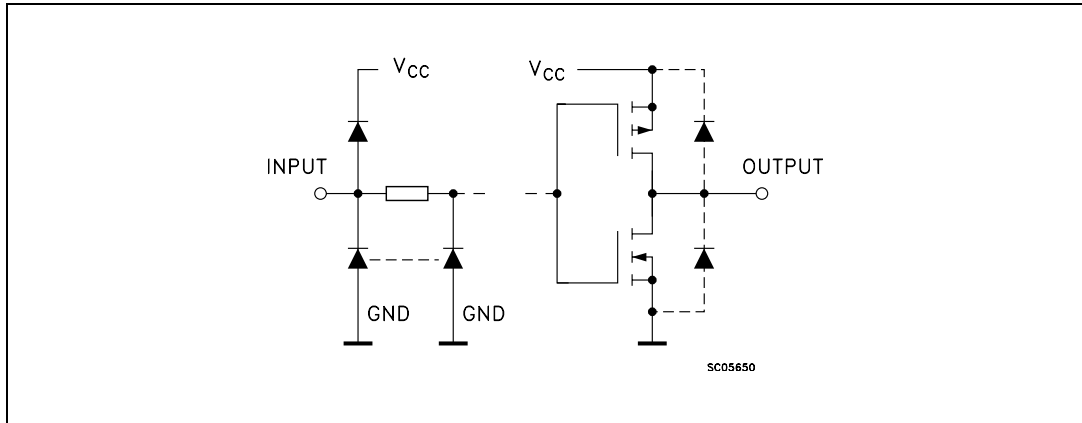 VCC
VCC
INPUT
OUTPUT
GND
GND
SC05650